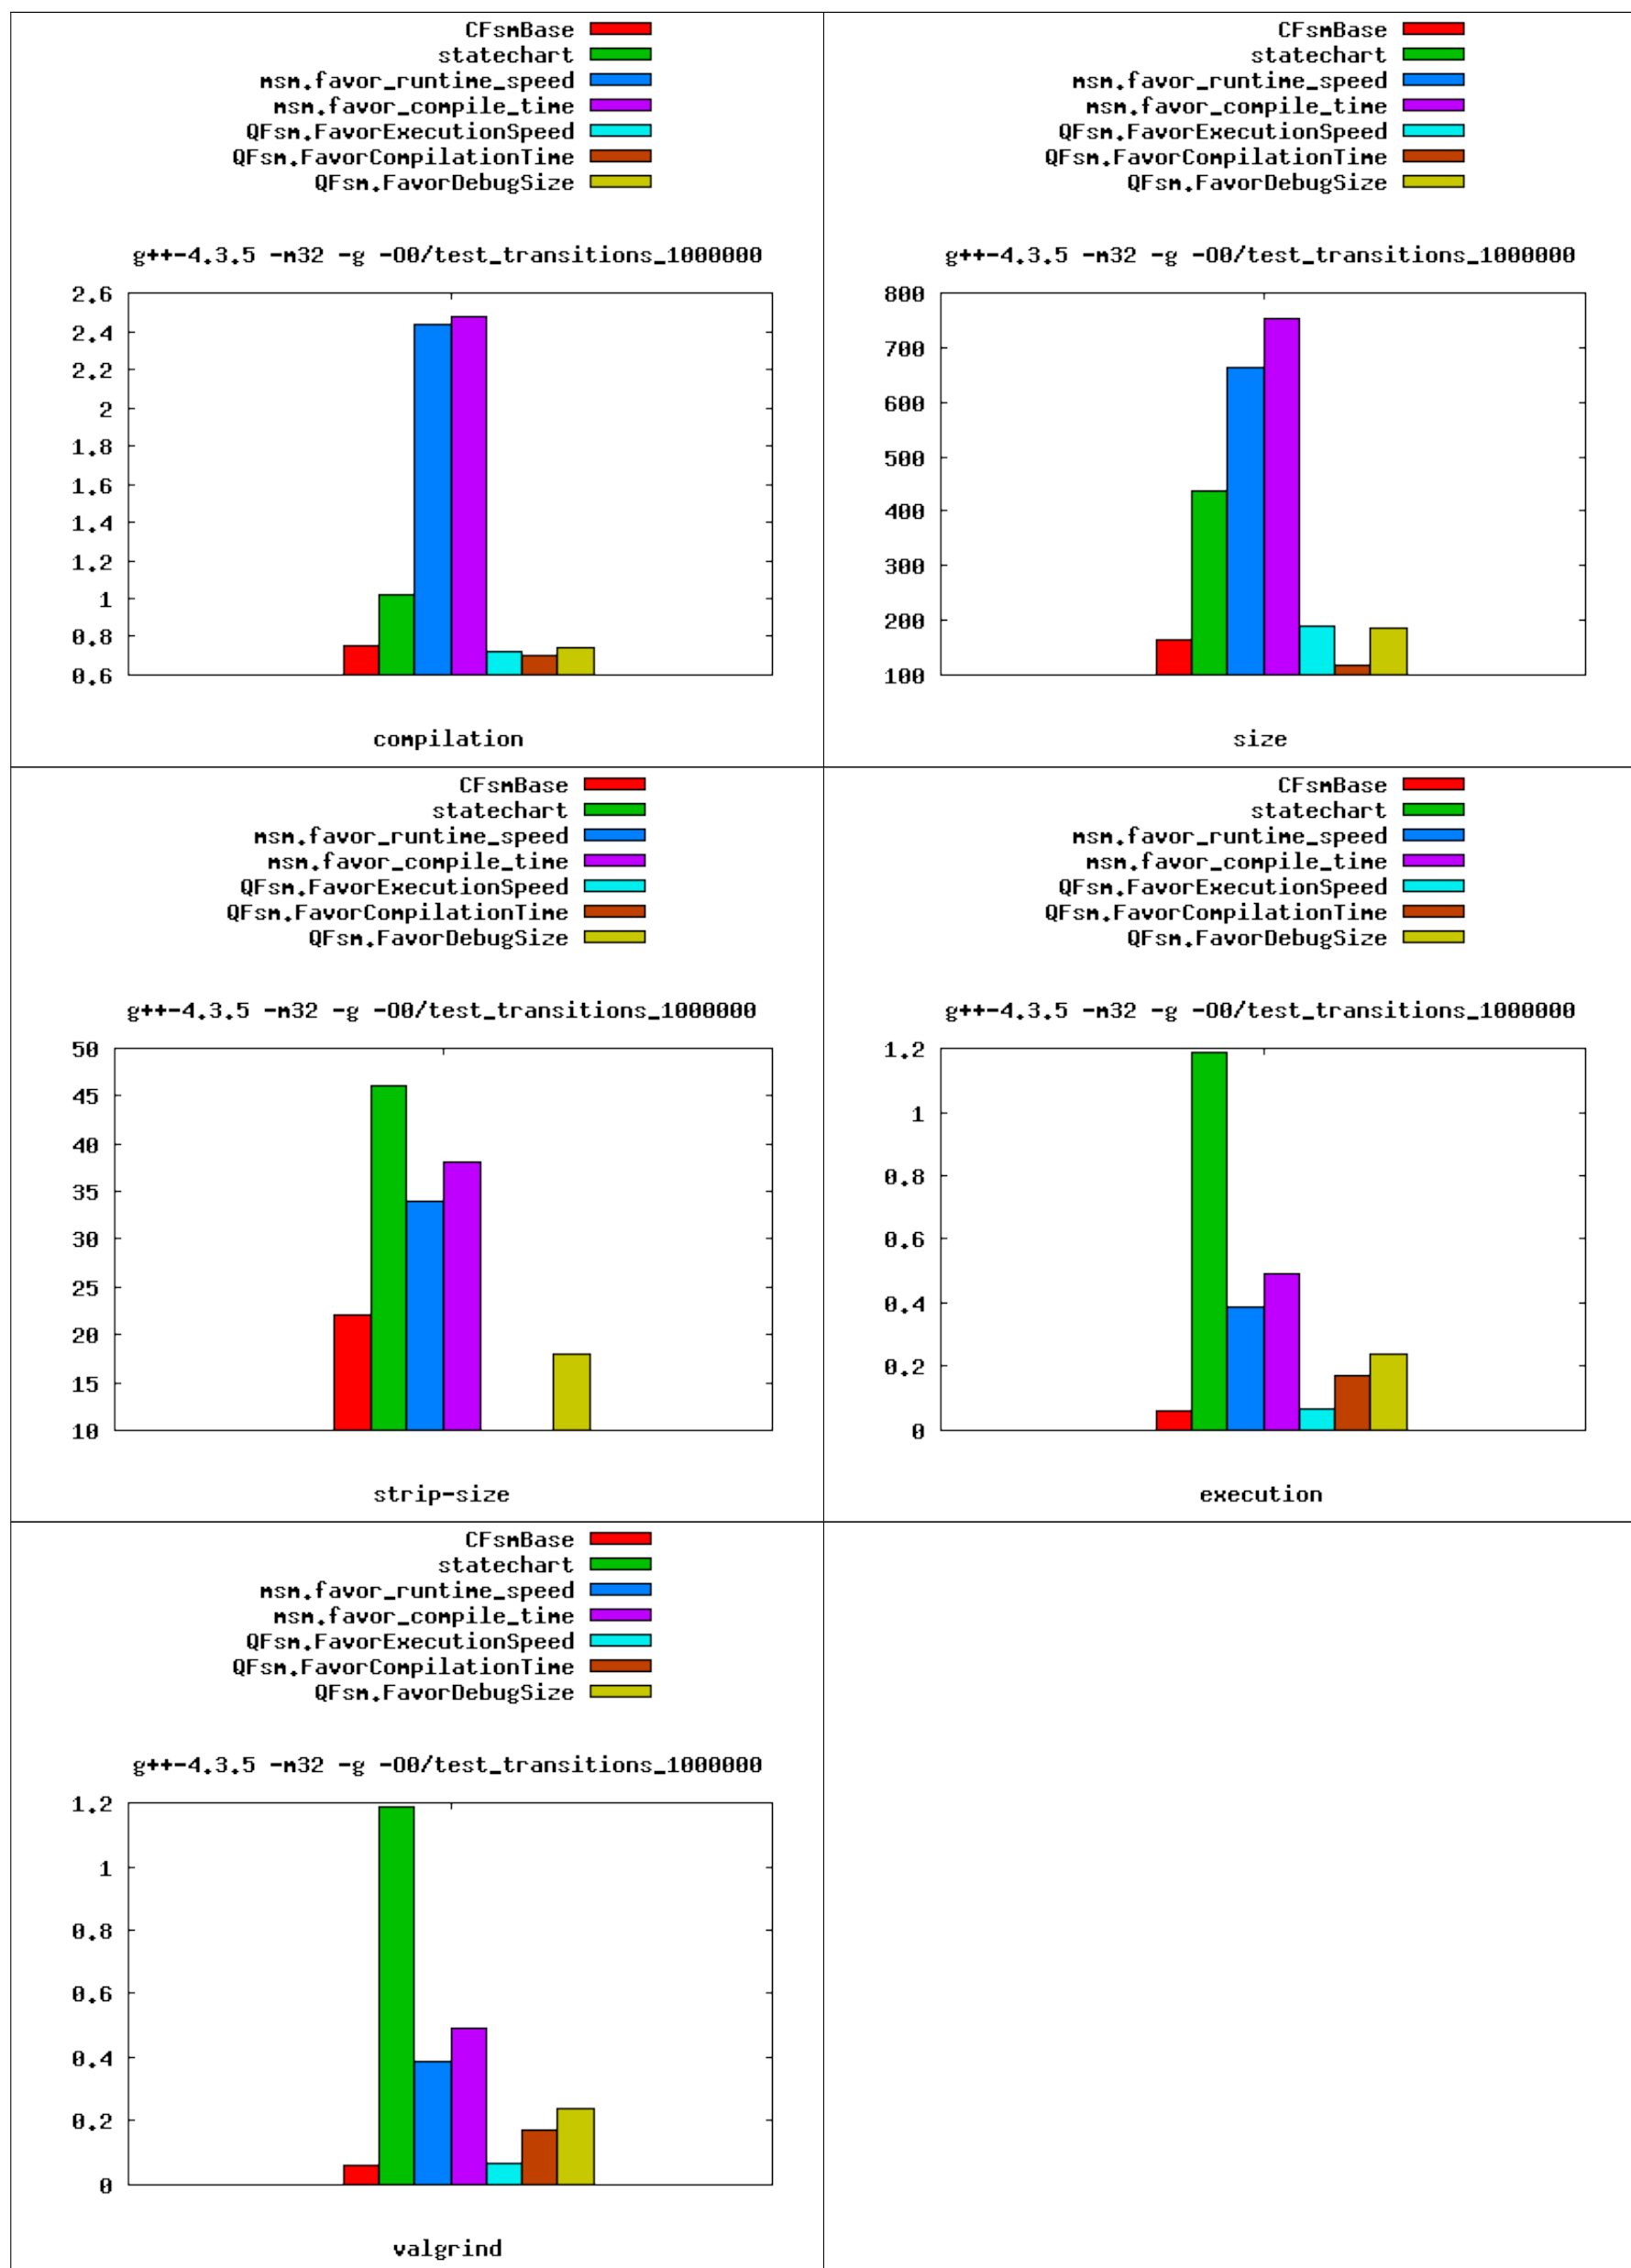 CFsmBase
statechart
msm.favor_runtime_speed
msm.favor_compile_time
QFsm.FavorExecutionSpeed
QFsm.FavorCompilationTime
QFsm.FavorDebugSize
g++-4.3.5 -m32 -g -O0/test_transitions_1000000
2.6
2.4
2.2
2
1.8
1.6
1.4
1.2
1
0.8
0.6
compilation
CFsmBase
statechart
msm.favor_runtime_speed
msm.favor_compile_time
QFsm.FavorExecutionSpeed
QFsm.FavorCompilationTime
QFsm.FavorDebugSize
g++-4.3.5 -m32 -g -O0/test_transitions_1000000
800
700
600
500
400
300
200
100
size
CFsmBase
statechart
msm.favor_runtime_speed
msm.favor_compile_time
QFsm.FavorExecutionSpeed
QFsm.FavorCompilationTime
QFsm.FavorDebugSize
g++-4.3.5 -m32 -g -O0/test_transitions_1000000
50
45
40
35
30
25
20
15
10
strip-size
CFsmBase
statechart
msm.favor_runtime_speed
msm.favor_compile_time
QFsm.FavorExecutionSpeed
QFsm.FavorCompilationTime
QFsm.FavorDebugSize
g++-4.3.5 -m32 -g -O0/test_transitions_1000000
1.2
1
0.8
0.6
0.4
0.2
0
execution
CFsmBase
statechart
msm.favor_runtime_speed
msm.favor_compile_time
QFsm.FavorExecutionSpeed
QFsm.FavorCompilationTime
QFsm.FavorDebugSize
g++-4.3.5 -m32 -g -O0/test_transitions_1000000
1.2
1
0.8
0.6
0.4
0.2
0
valgrind